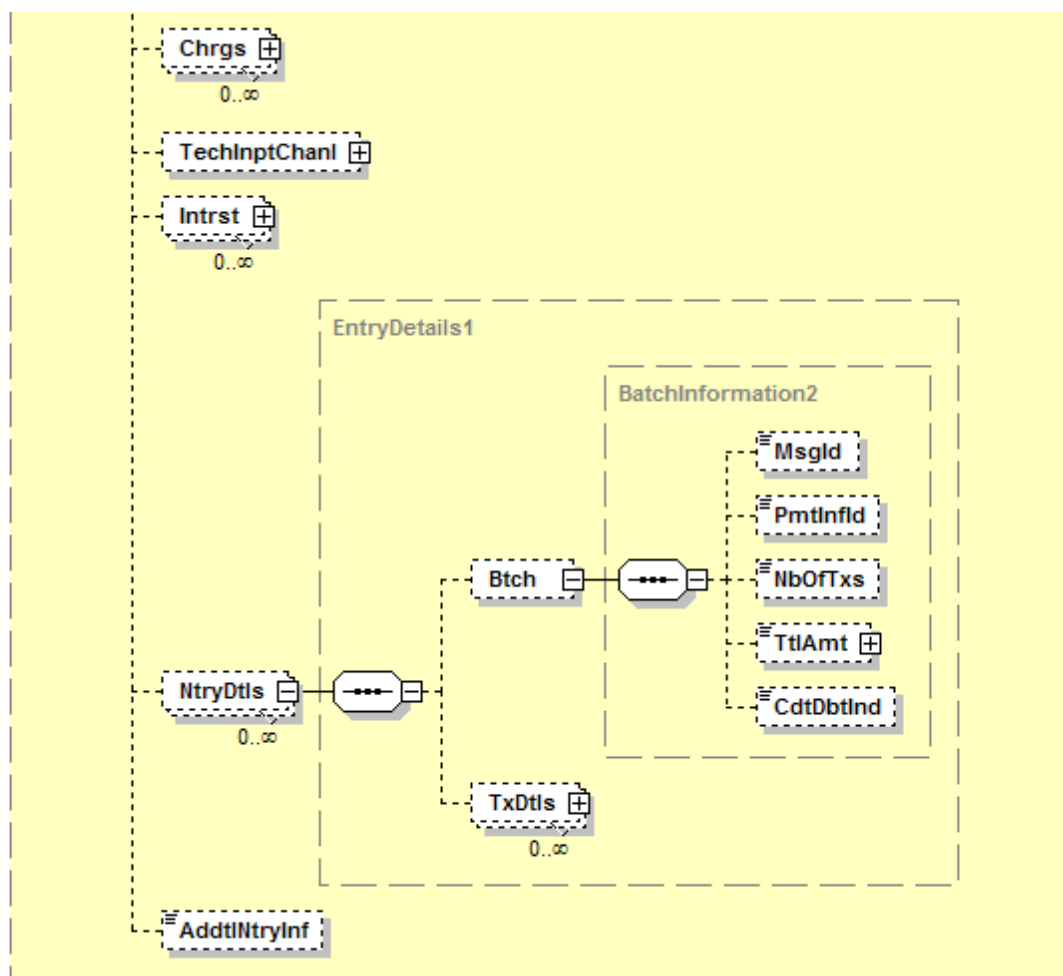 Chrgs
0..∞
TechInptChanl
Intrst
0..∞
EntryDetails1
BatchInformation2
MsgId
PmtInfId
Btch
NbOfTxs
TtlAmt
NtryDtls
CdtDbtInd
0..∞
TxDtls
0..∞
AddtlNtryInf